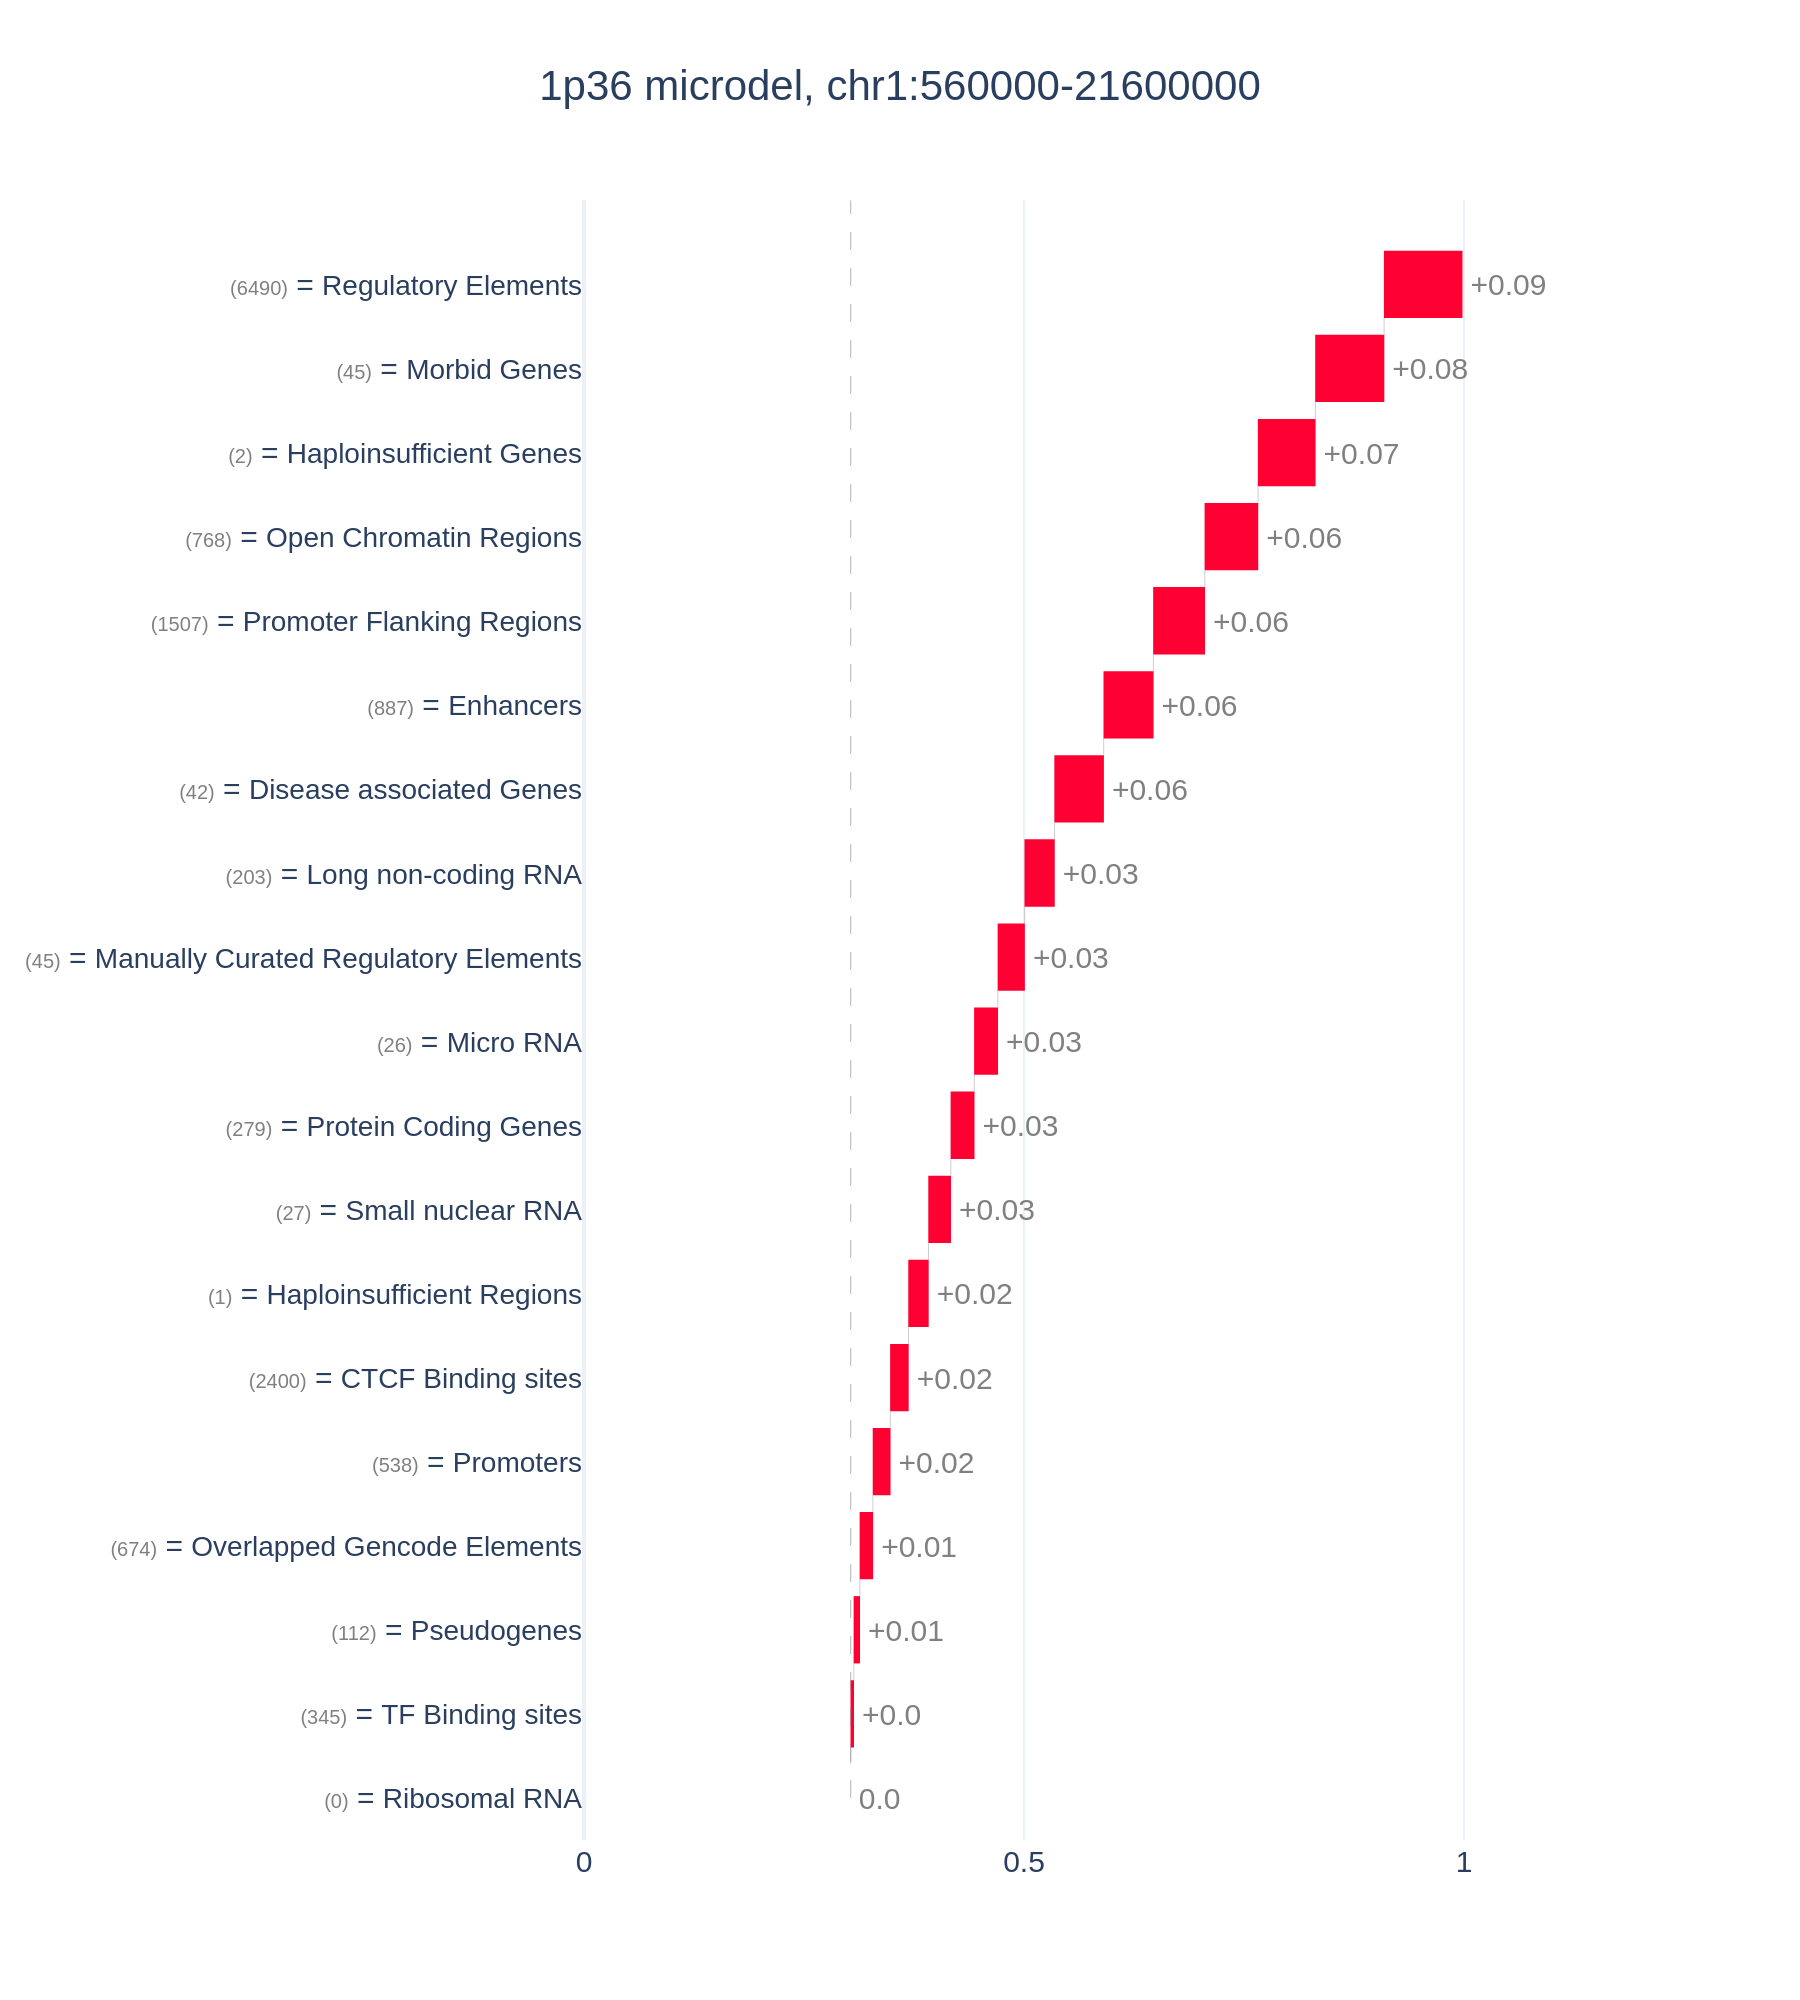 1p36 microdel, chr1:560000-21600000
(6490) = Regulatory Elements +0.09
(45) = Morbid Genes +0.08
(2) = Haploinsufficient Genes +0.07
(768) = Open Chromatin Regions +0.06
(1507) = Promoter Flanking Regions +0.06
(887) = Enhancers +0.06
(42) = Disease associated Genes +0.06
(203) = Long non-coding RNA +0.03
(45) = Manually Curated Regulatory Elements +0.03
(26) = Micro RNA +0.03
(279) = Protein Coding Genes +0.03
(27) = Small nuclear RNA +0.03
(1) = Haploinsufficient Regions +0.02
(2400) = CTCF Binding sites +0.02
(538) = Promoters +0.02
(674) = Overlapped Gencode Elements +0.01
(112) = Pseudogenes +0.01
(345) = TF Binding sites +0.0
(0) = Ribosomal RNA 0.0
0 0.5 1